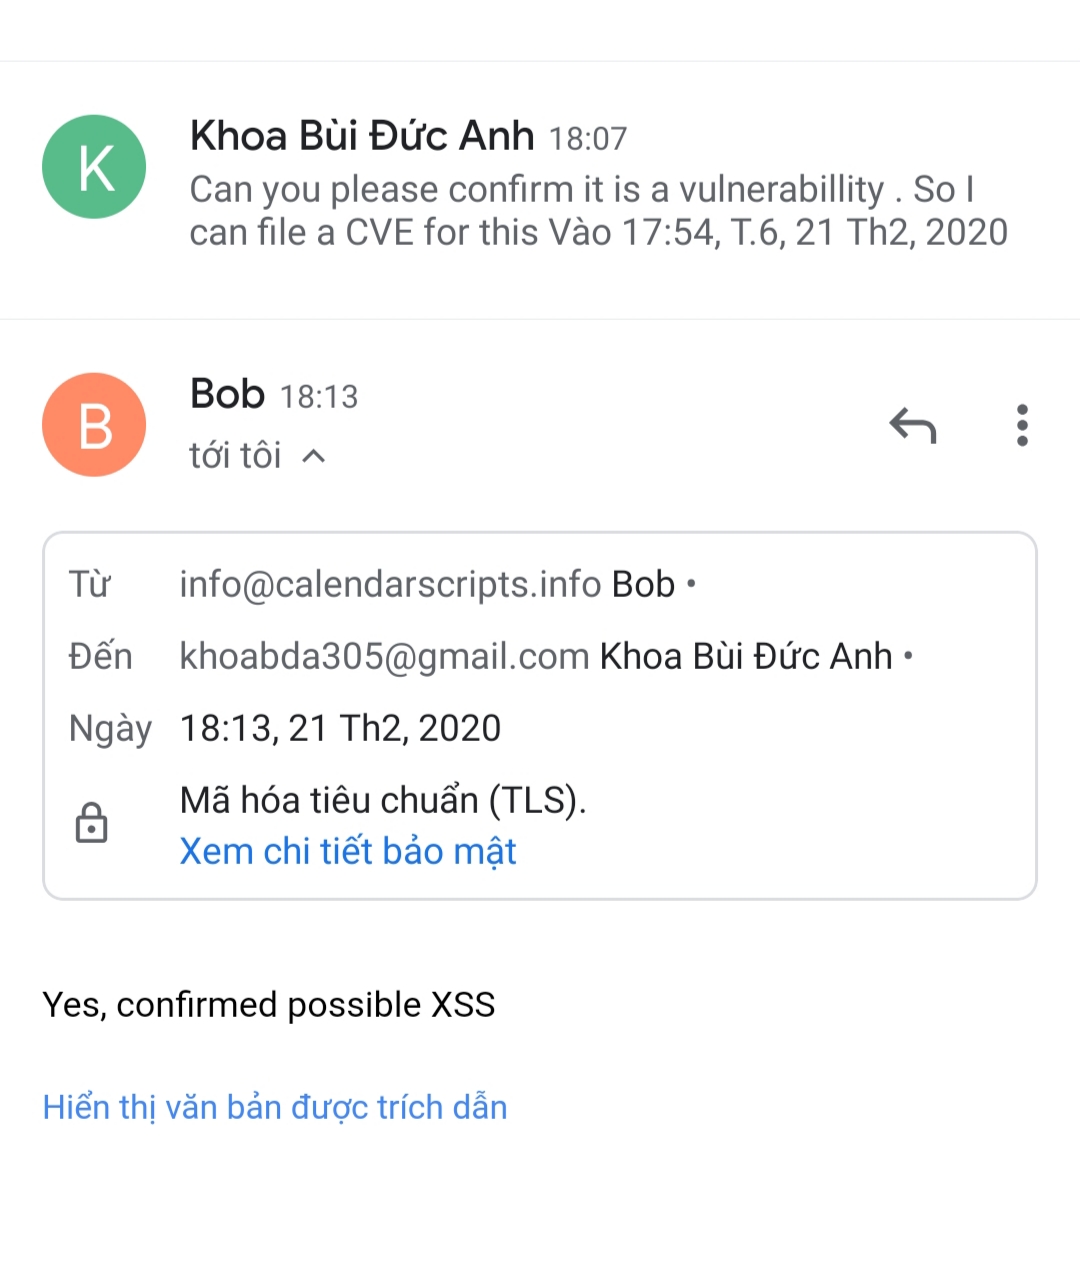 K
Khoa Bùi Đức Anh 18:07
Can you please confirm it is a vulnerabillity . So I
can file a CVE for this Vào 17:54, T.6, 21 Th2, 2020
B
Bob 18:13
tới tôi
Từ info@calendarscripts.info Bob •
Đến khoabda305@gmail.com Khoa Bùi Đức Anh •
Ngày 18:13, 21 Th2, 2020
Mã hóa tiêu chuẩn (TLS).
Xem chi tiết bảo mật
Yes, confirmed possible XSS
Hiển thị văn bản được trích dẫn